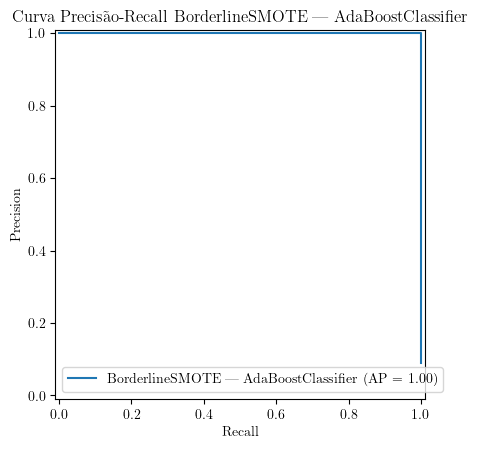 Curva Precisão-Recall BorderlineSMOTE — AdaBoostClassifier
1.0
0.8
0.6
0.4
0.2
0.0
Precision
BorderlineSMOTE — AdaBoostClassifier (AP = 1.00)
0.0 0.2 0.4 0.6 0.8 1.0
Recall